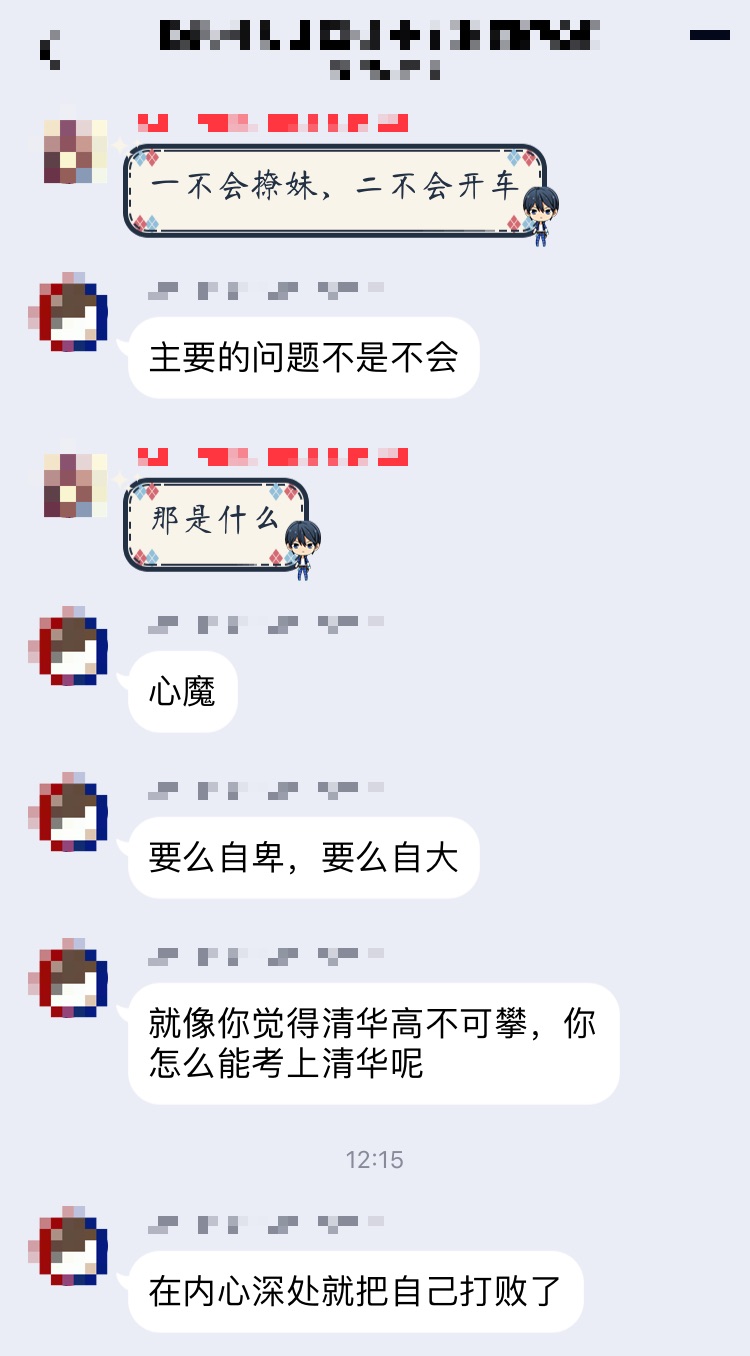 一不会撩妹，二不会开车
主要的问题不是不会
那是什么
心魔
要么自卑，要么自大
就像你觉得清华高不可攀，你
怎么能考上清华呢
12:15
在内心深处就把自己打败了